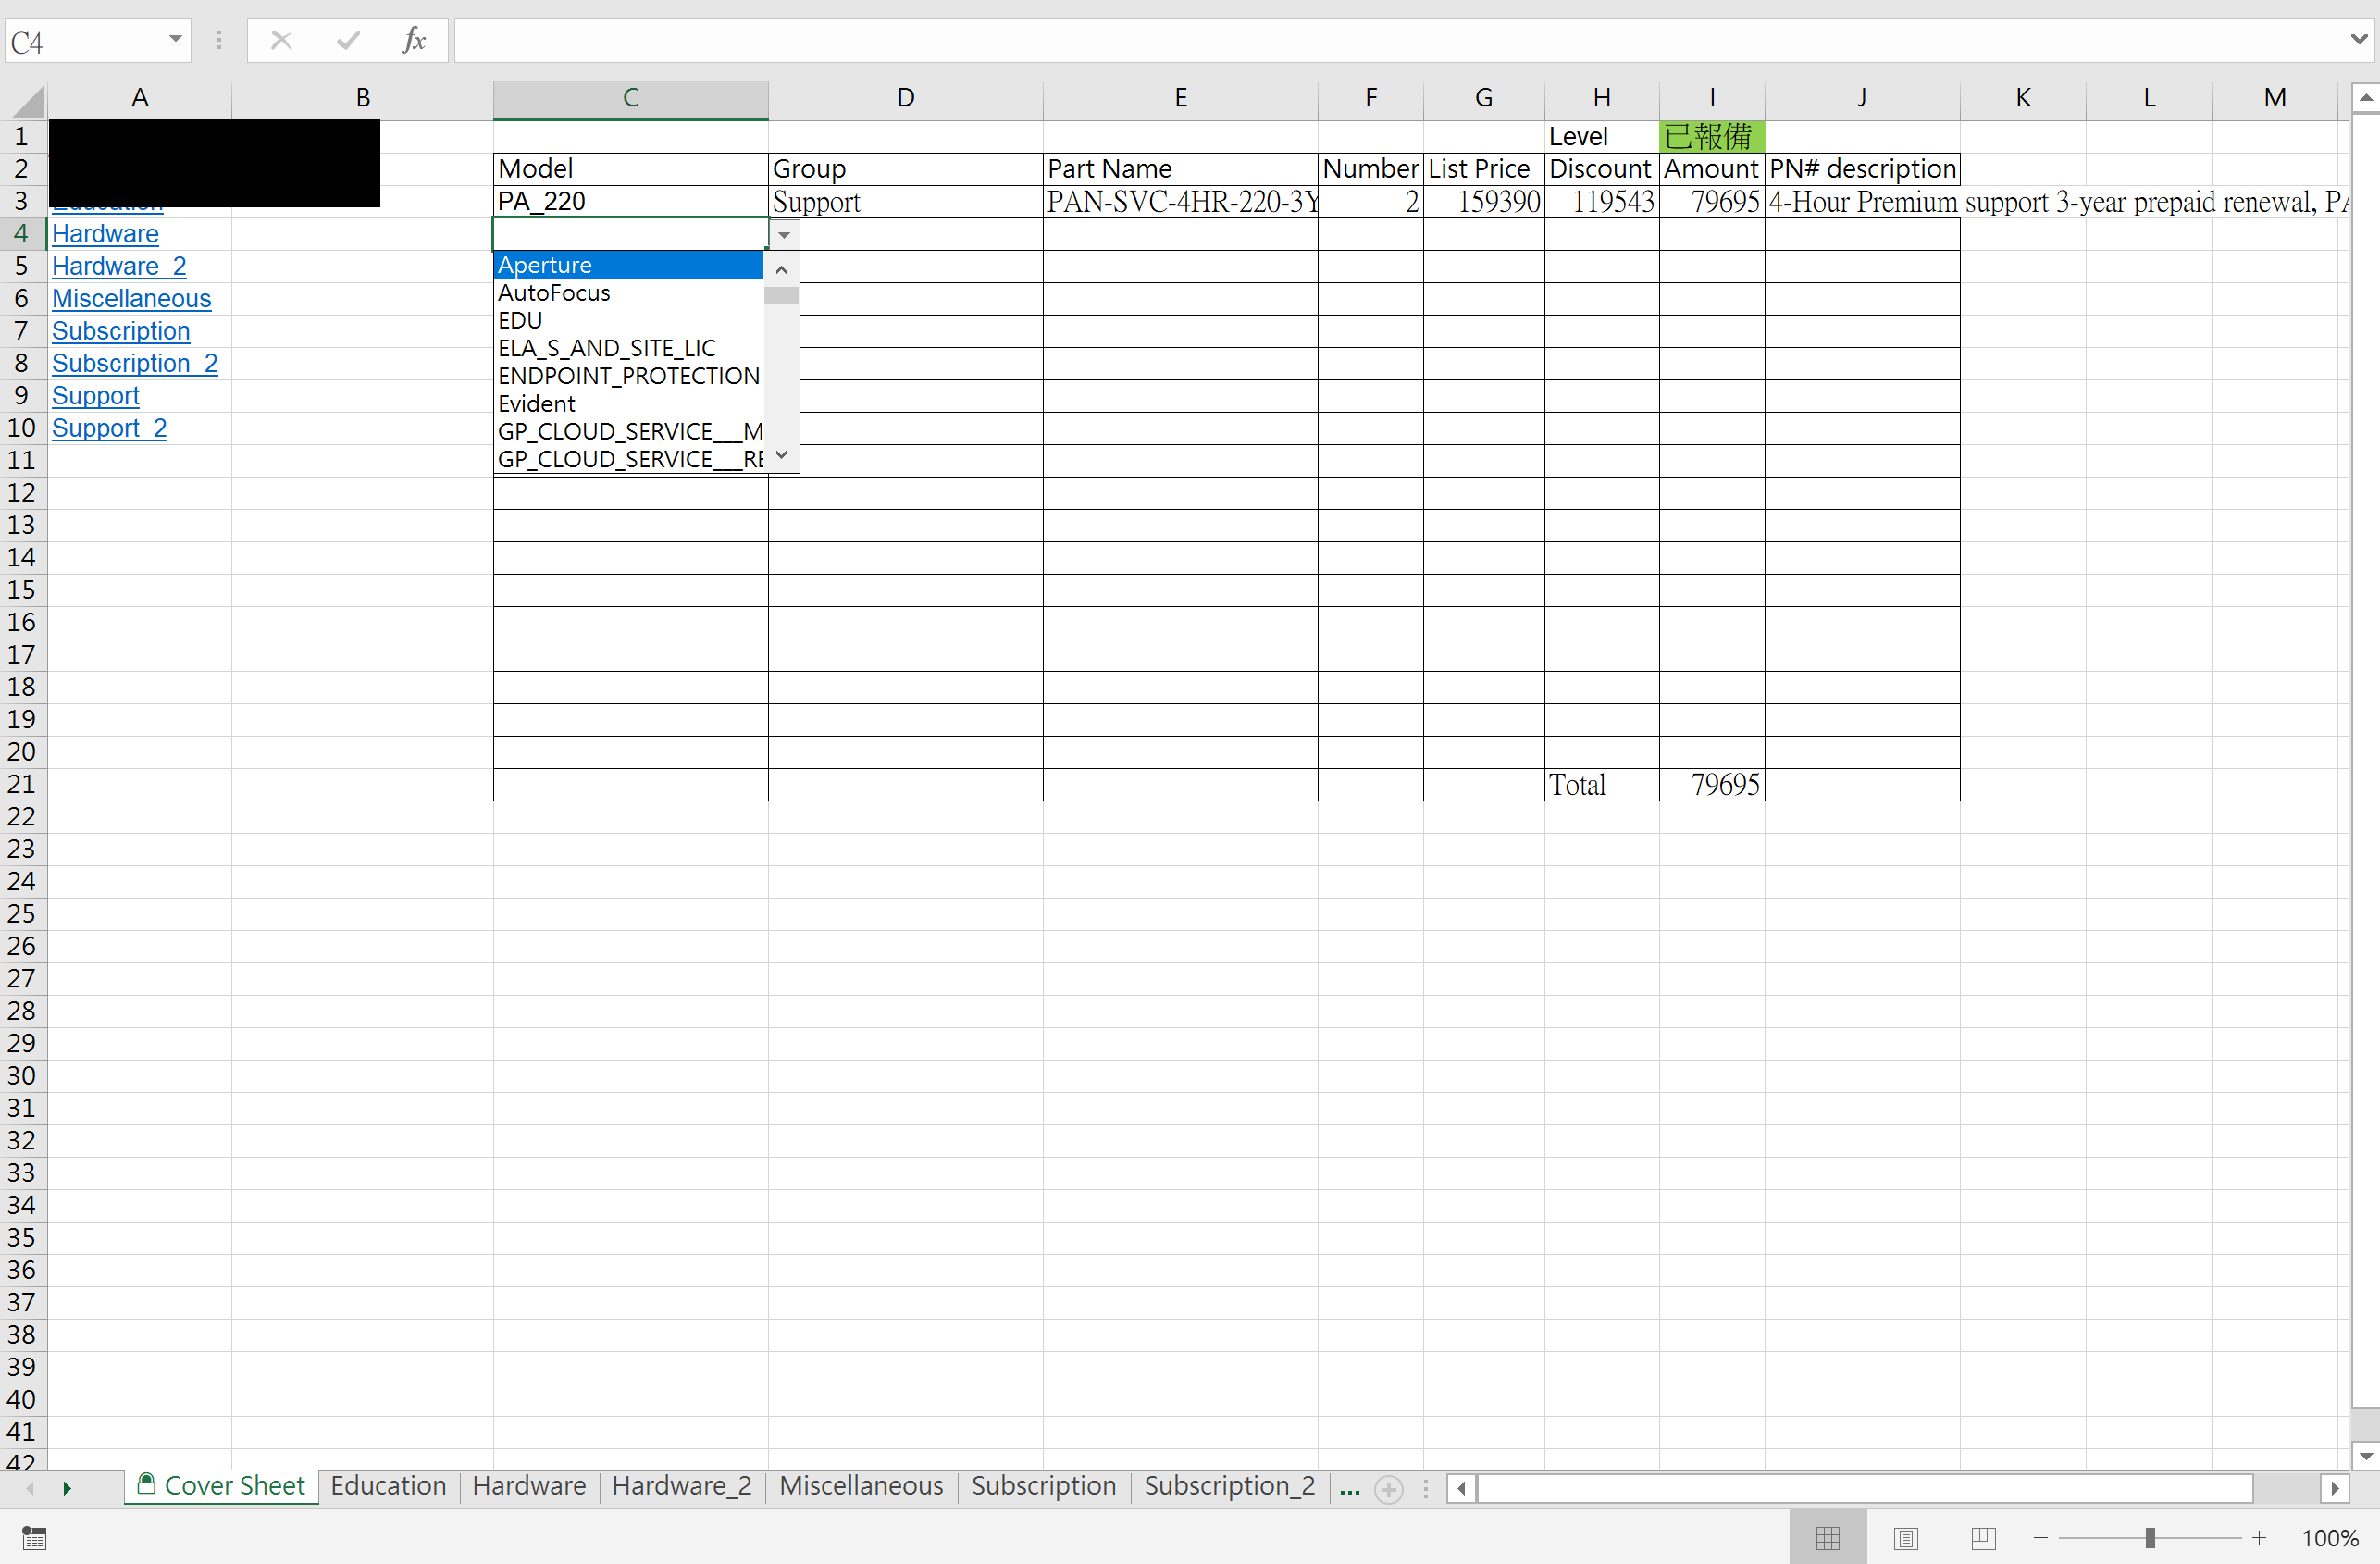 C4
fx
A B C D E F G H I J K L M
1 Level 已報備
2 Model Group Part Name Number List Price Discount Amount PN# description
3 PA_220 Support PAN-SVC-4HR-220-3Y 2 159390 119543 79695 4-Hour Premium support 3-year prepaid renewal, PA
4 Hardware
5 Hardware_2 Aperture
6 Miscellaneous AutoFocus
7 Subscription EDU
8 Subscription_2 ELA_S_AND_SITE_LIC
9 Support ENDPOINT_PROTECTION
10 Support_2 Evident
GP_CLOUD_SERVICE___M
11 GP_CLOUD_SERVICE___RE
12
13
14
15
16
17
18
19
20
21 Total 79695
22
23
24
25
26
27
28
29
30
31
32
33
34
35
36
37
38
39
40
41
42
Cover Sheet Education Hardware Hardware_2 Miscellaneous Subscription Subscription_2 ...
100%